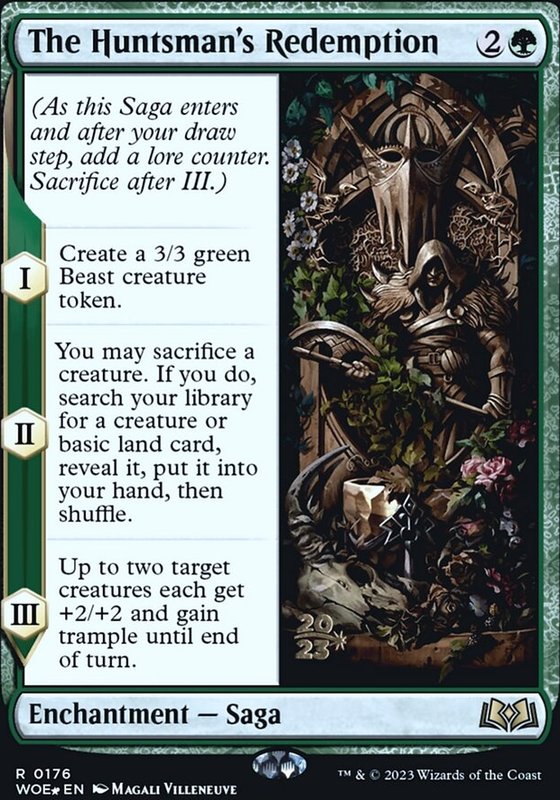 The Huntsman's Redemption 2
(As this Saga enters
and after your draw
step, add a lore counter.
Sacrifice after III.)
I
Create a 3/3 green
Beast creature
token.
II
You may sacrifice a
creature. If you do,
search your library
for a creature or
basic land card,
reveal it, put it into
your hand, then
shuffle.
III
Up to two target
creatures each get
+2/+2 and gain
trample until end
of turn.
20
23
Enchantment — Saga
R 0176
WOE★EN Magali Villeneuve
™ & © 2023 Wizards of the Coast